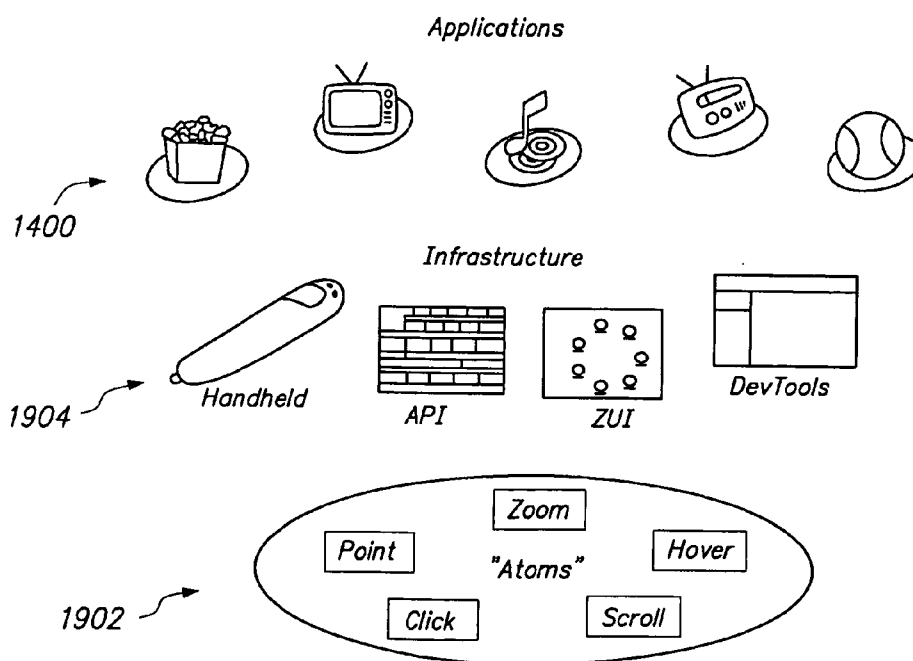 Applications
1400
Infrastructure
1904
Handheld
API
ZUI
DevTools
Zoom
Point
"Atoms"
Hover
1902
Click
Scroll